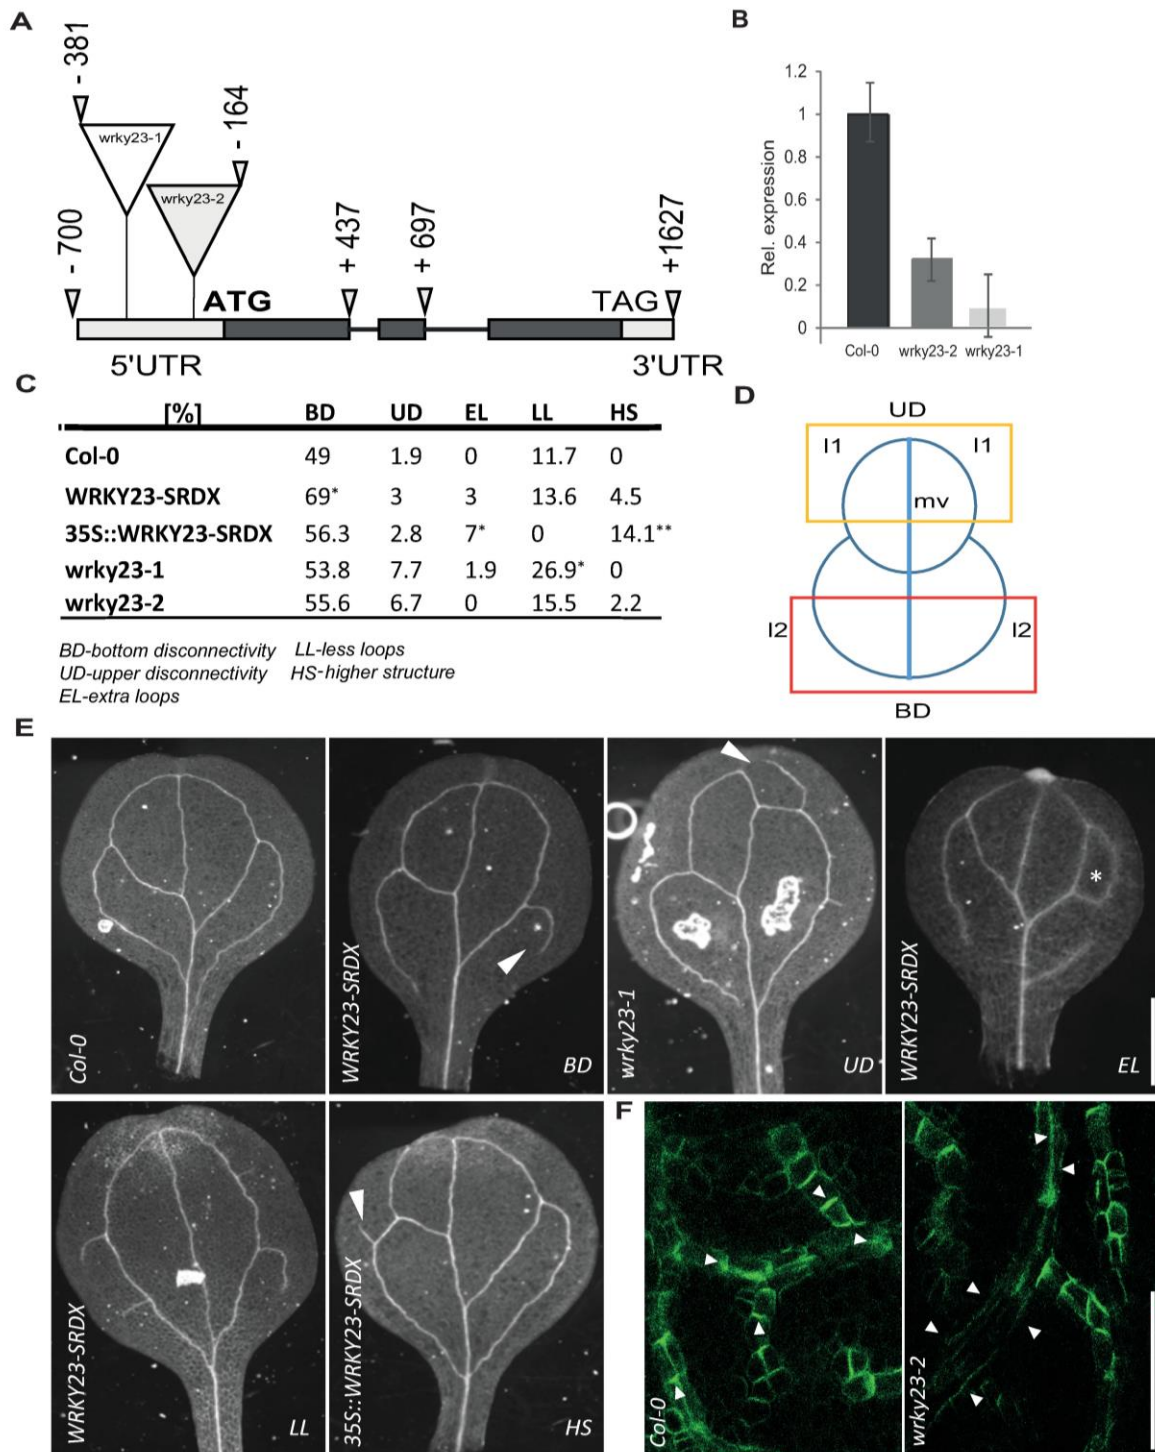 A
- 381
wrky23-1
- 164
wrky23-2
- 700
+ 437
+ 697
+1627
ATG
TAG
5'UTR
3'UTR
B
Rel. expression
1.2
1
0.8
0.6
0.4
0.2
0
Col-0 wrky23-2 wrky23-1
C
[%] BD UD EL LL HS
Col-0 49 1.9 0 11.7 0
WRKY23-SRDX 69* 3 3 13.6 4.5
35S::WRKY23-SRDX 56.3 2.8 7* 0 14.1**
wrky23-1 53.8 7.7 1.9 26.9* 0
wrky23-2 55.6 6.7 0 15.5 2.2
BD-bottom disconnectivity LL-less loops
UD-upper disconnectivity HS-higher structure
EL-extra loops
D
UD
l1 l1
mv
l2 l2
BD
E
Col-0
WRKY23-SRDX
BD
wrky23-1
UD
WRKY23-SRDX
*
EL
WRKY23-SRDX
LL
35S::WRKY23-SRDX
HS
F
Col-0
wrky23-2